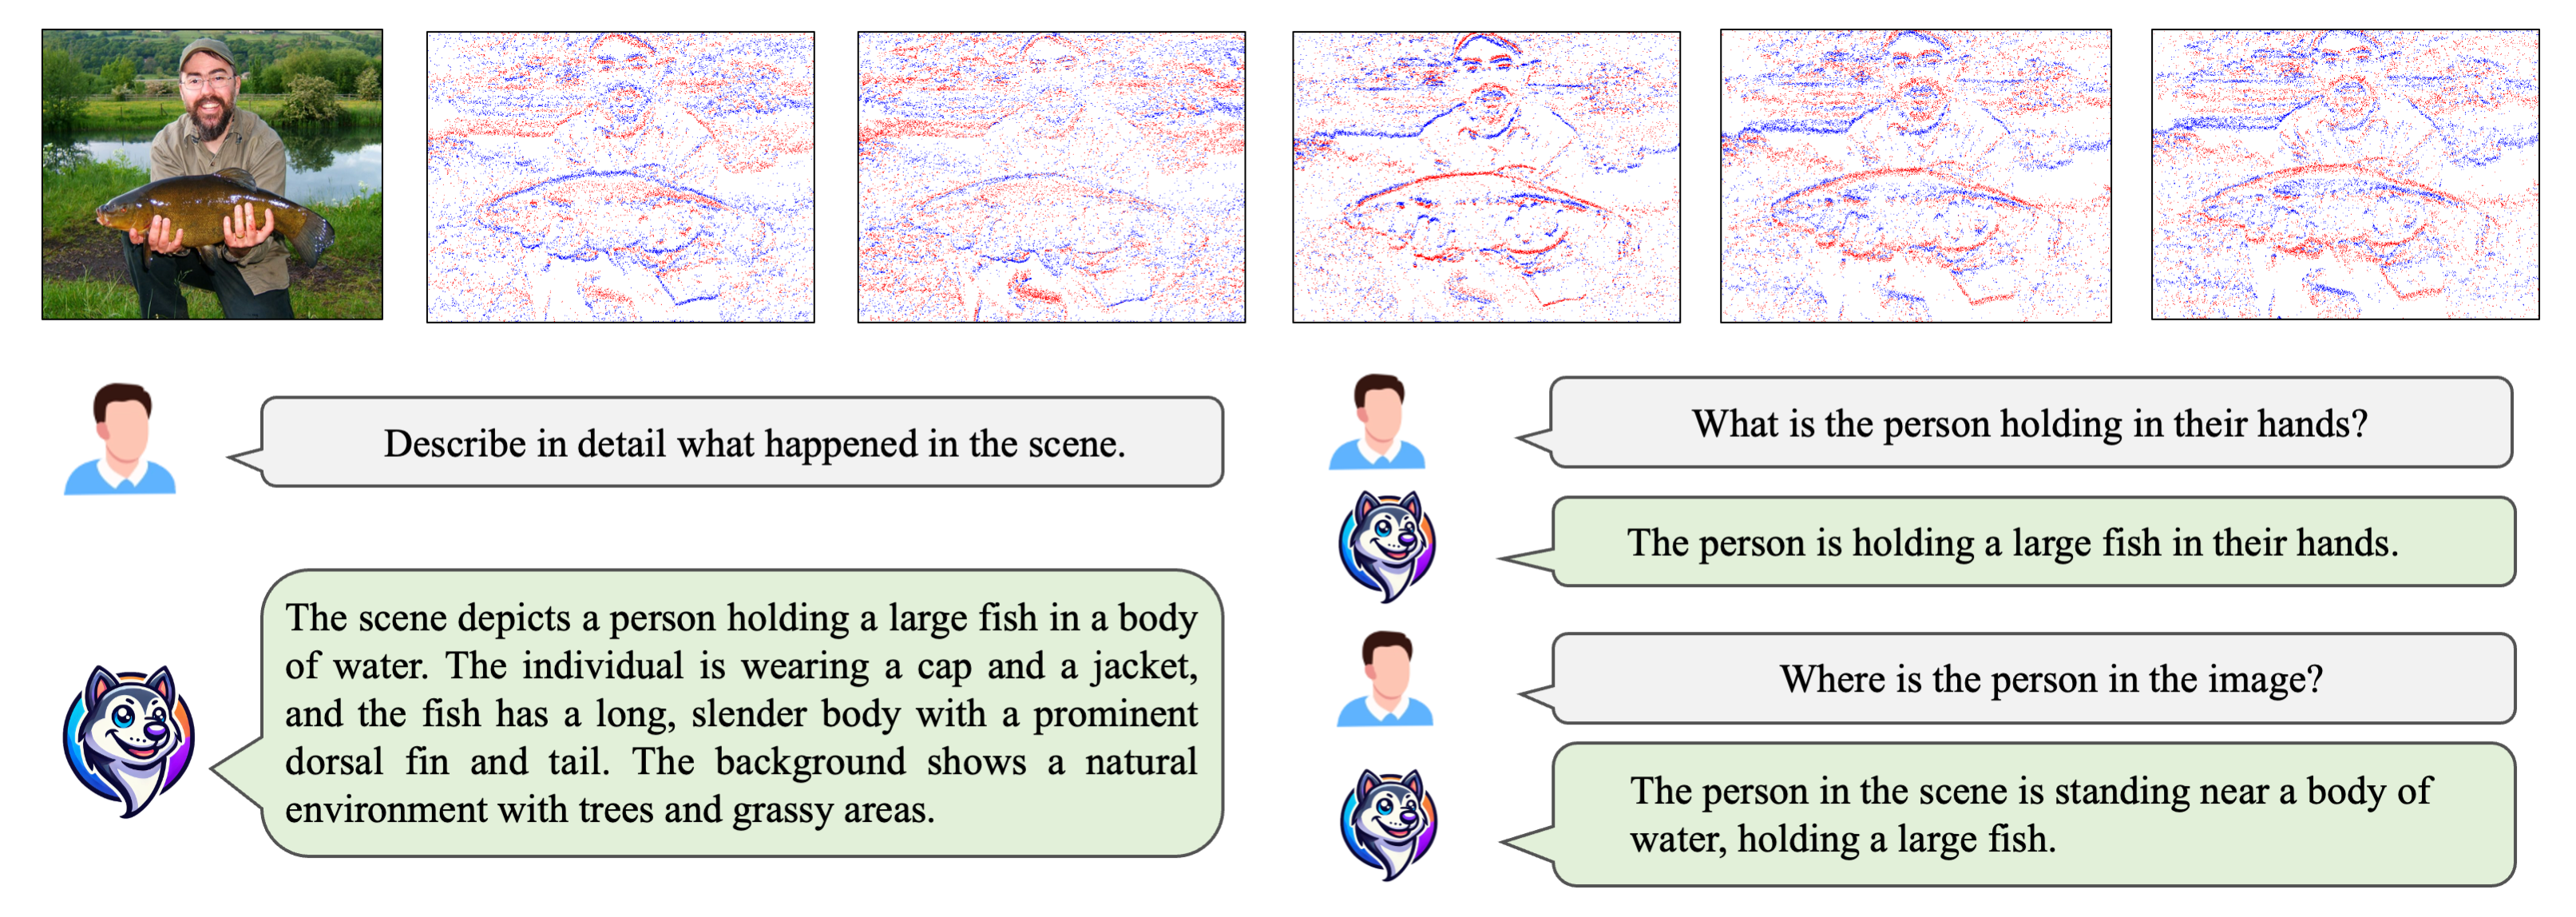 Describe in detail what happened in the scene.
The scene depicts a person holding a large fish in a body
of water. The individual is wearing a cap and a jacket,
and the fish has a long, slender body with a prominent
dorsal fin and tail. The background shows a natural
environment with trees and grassy areas.
What is the person holding in their hands?
The person is holding a large fish in their hands.
Where is the person in the image?
The person in the scene is standing near a body of
water, holding a large fish.